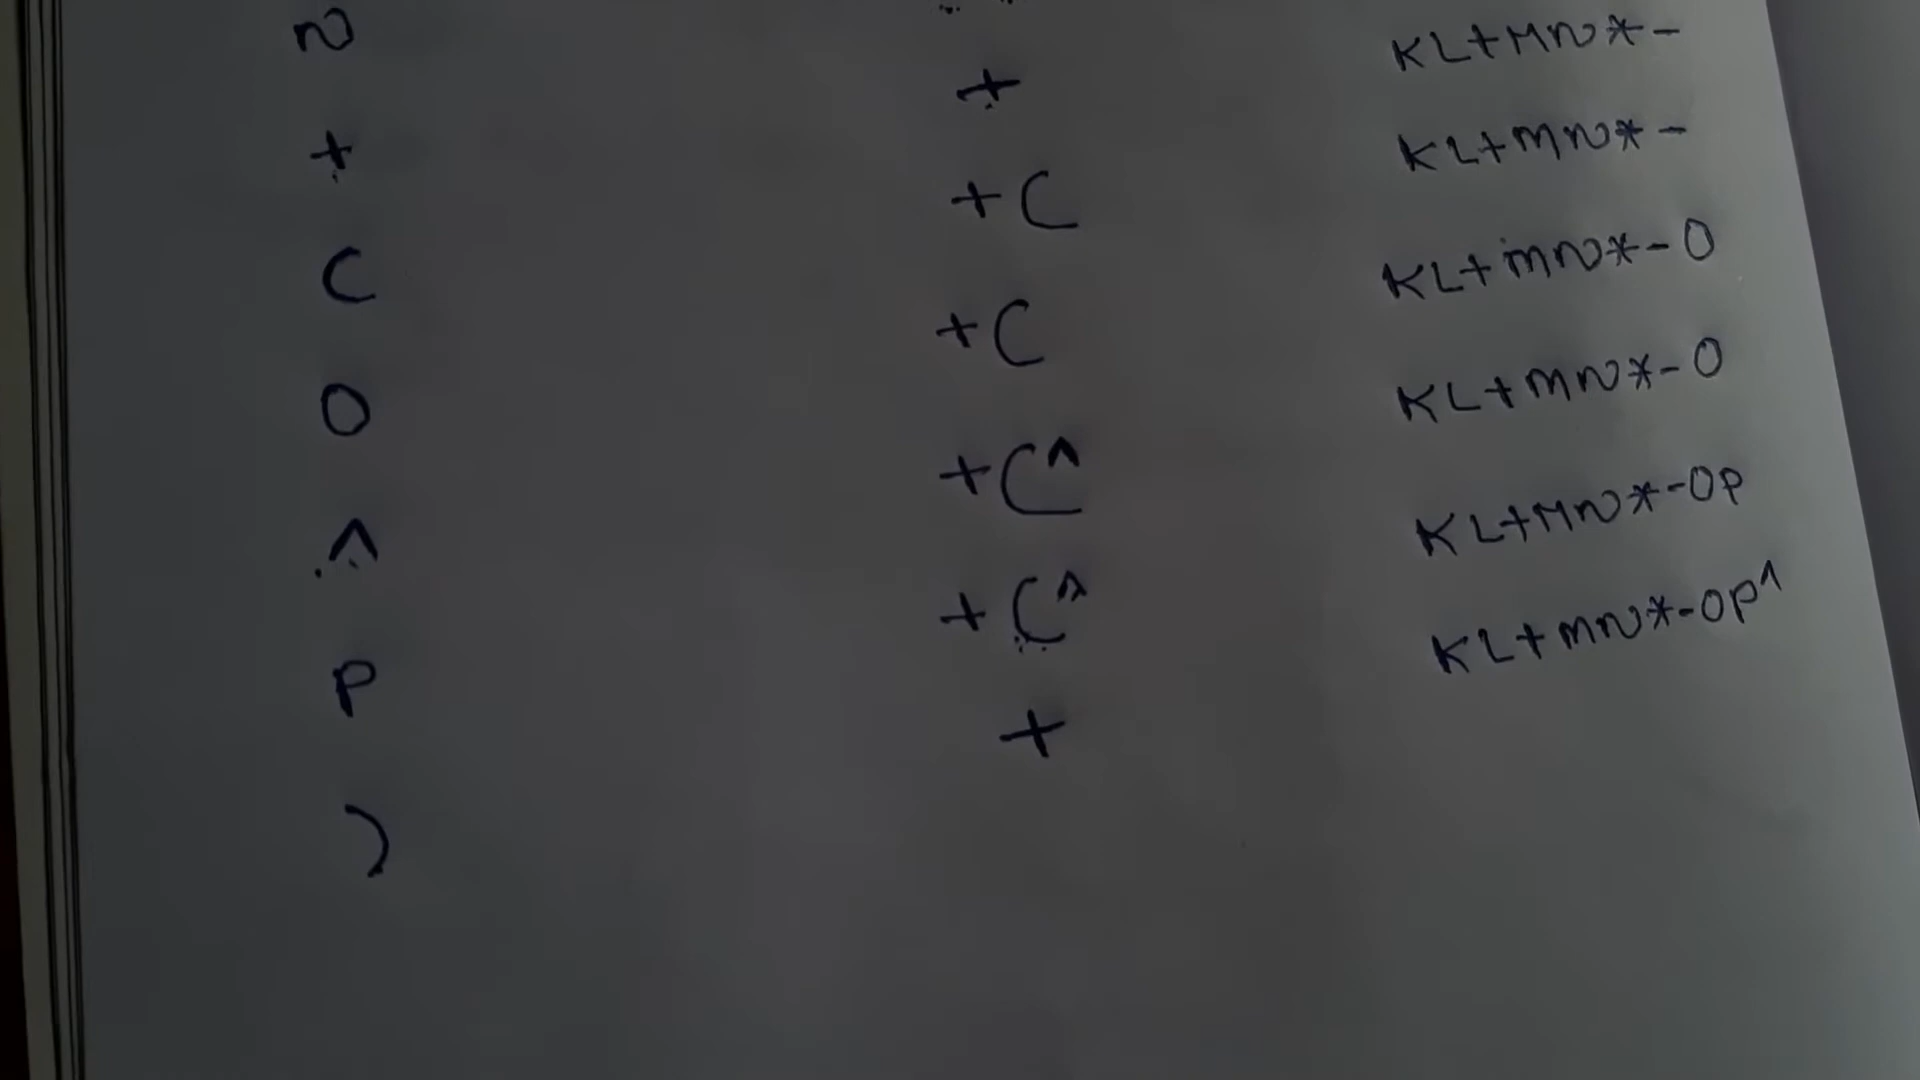 N
+ + KL+MN*-
C +C KL+MN*-
O +C KL+MN*-O
^ +C^ KL+MN*-O
P +C^ KL+MN*-OP
) + KL+MN*-OP^